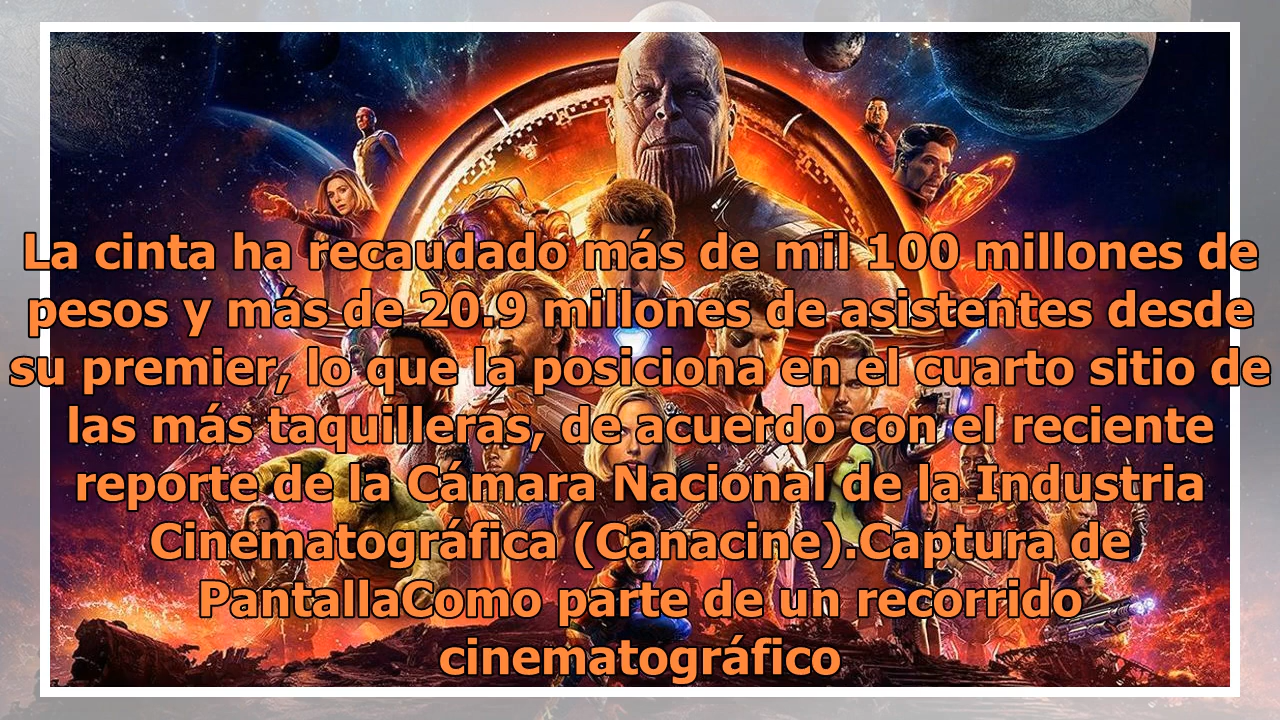 La cinta ha recaudado más de mil 100 millones de
pesos y más de 20.9 millones de asistentes desde
su premier, lo que la posiciona en el cuarto sitio de
las más taquilleras, de acuerdo con el reciente
reporte de la Cámara Nacional de la Industria
Cinematográfica (Canacine).Captura de
PantallaComo parte de un recorrido
cinematográfico